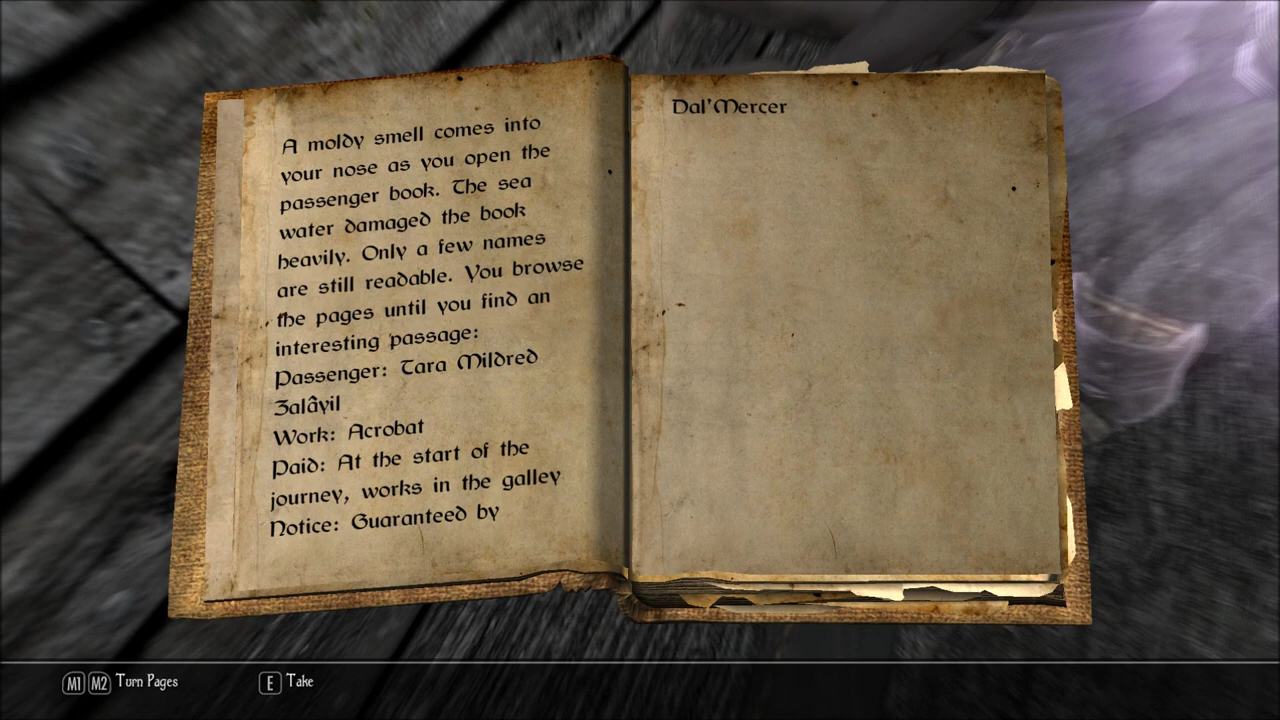 A moldy smell comes into
your nose as you open the
passenger book. The sea
water damaged the book
heavily. Only a few names
are still readable. You browse
the pages until you find an
interesting passage:
Passenger: Tara Mildred
Zalâyil
Work: Acrobat
Paid: At the start of the
journey, works in the galley
Notice: Guaranteed by
Dal'Mercer
M1 M2 Turn Pages
E Take